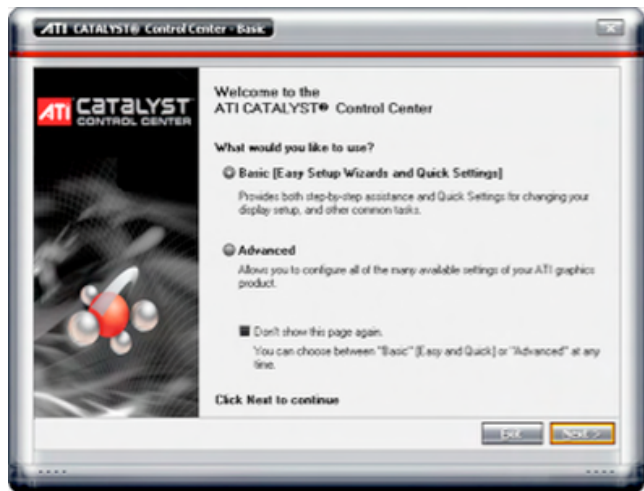 ATI CATALYST® Control Center - Basic
ATI CATALYST
CONTROL CENTER
Welcome to the
ATI CATALYST® Control Center
What would you like to use?
Basic [Easy Setup Wizards and Quick Settings]
Provides both step-by-step assistance and Quick Settings for changing your
display setup, and other common tasks.
Advanced
Allows you to configure all of the many available settings of your ATI graphics
product.
Don't show this page again.
You can choose between "Basic" [Easy and Quick] or "Advanced" at any
time.
Click Next to continue
Exit
Next >